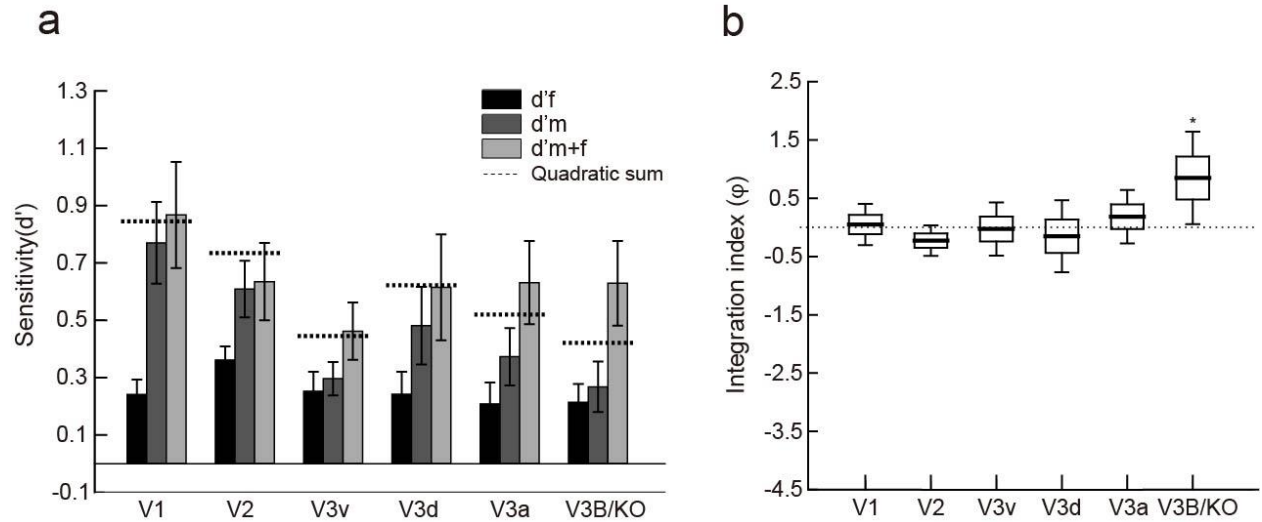 a
1.3
1.1
0.9
0.7
0.5
0.3
0.1
-0.1
Sensitivity(d')
d'f
d'm
d'm+f
Quadratic sum
V1 V2 V3v V3d V3a V3B/KO
b
2.5
1.5
0.5
-0.5
-1.5
-2.5
-3.5
-4.5
Integration index (φ)
*
V1 V2 V3v V3d V3a V3B/KO